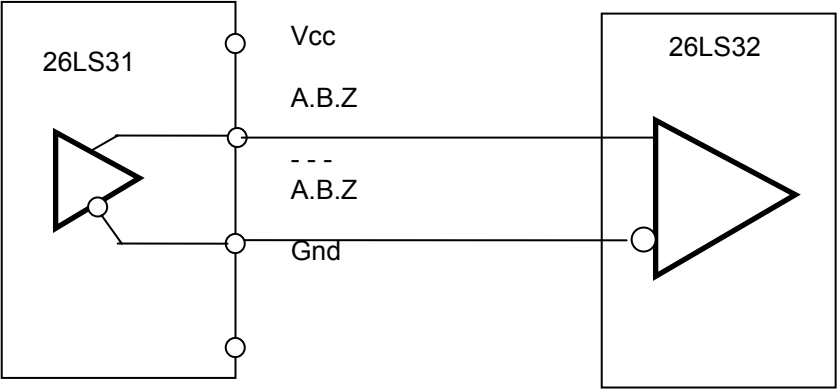 26LS31
Vcc
26LS32
A.B.Z
- - -
A.B.Z
Gnd